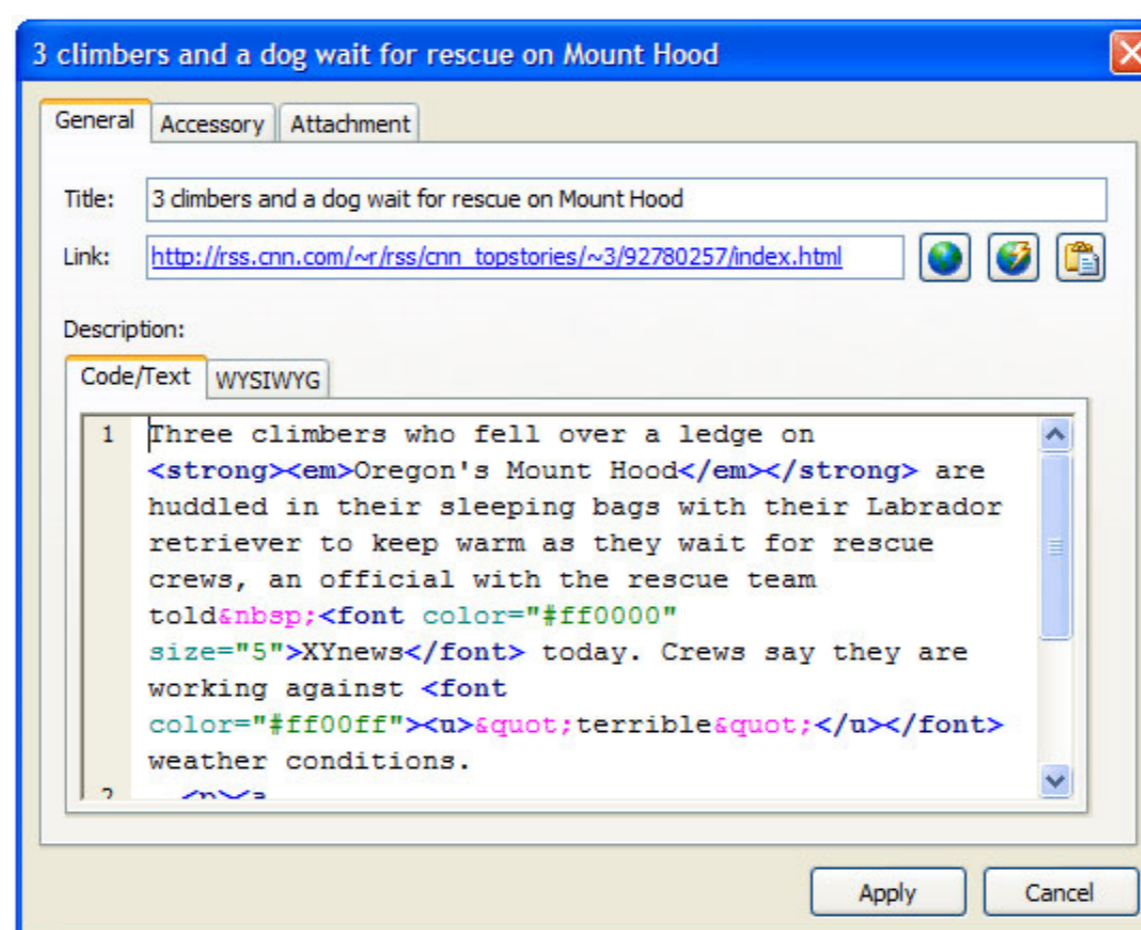 3 climbers and a dog wait for rescue on Mount Hood
General Accessory Attachment
Title: 3 climbers and a dog wait for rescue on Mount Hood
Link: http://rss.cnn.com/~r/rss/cnn_topstories/~3/92780257/index.html
Description:
Code/Text WYSIWYG
1 Three climbers who fell over a ledge on
<strong><em>Oregon's Mount Hood</em></strong> are
huddled in their sleeping bags with their Labrador
retriever to keep warm as they wait for rescue
crews, an official with the rescue team
told&nbsp;<font color="#ff0000"
size="5">XYnews</font> today. Crews say they are
working against <font
color="#ff00ff"><u>&quot;terrible&quot;</u></font>
weather conditions.
2 <p><a
Apply Cancel